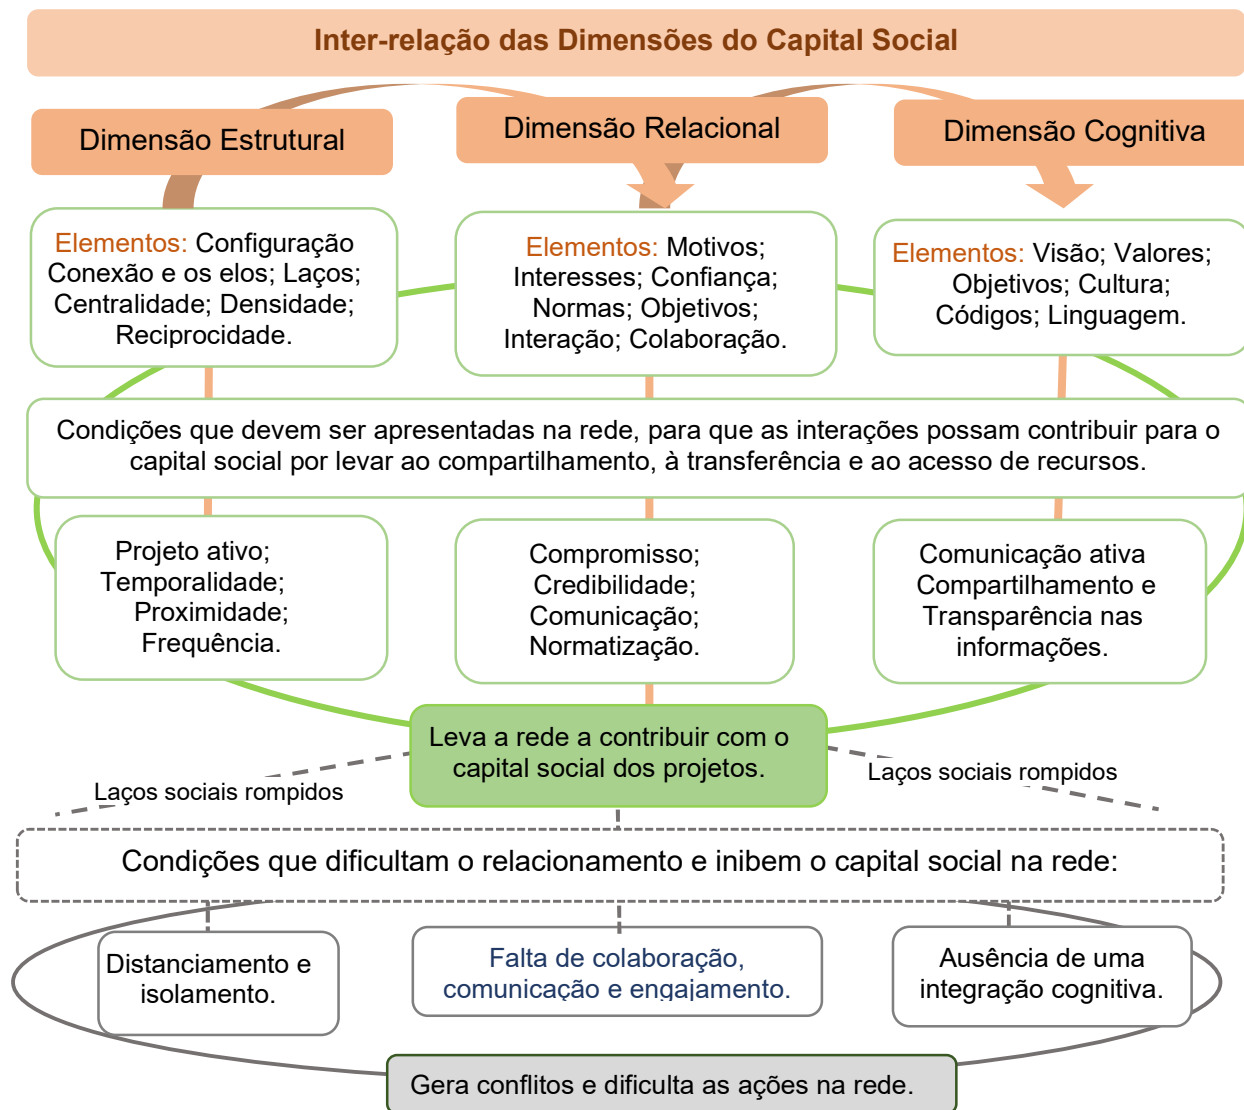 Inter-relação das Dimensões do Capital Social
Dimensão Estrutural
Dimensão Relacional
Dimensão Cognitiva
Elementos: Configuração
Conexão e os elos; Laços;
Centralidade; Densidade;
Reciprocidade.
Elementos: Motivos;
Interesses; Confiança;
Normas; Objetivos;
Interação; Colaboração.
Elementos: Visão; Valores;
Objetivos; Cultura;
Códigos; Linguagem.
Condições que devem ser apresentadas na rede, para que as interações possam contribuir para o
capital social por levar ao compartilhamento, à transferência e ao acesso de recursos.
Projeto ativo;
Temporalidade;
Proximidade;
Frequência.
Compromisso;
Credibilidade;
Comunicação;
Normatização.
Comunicação ativa
Compartilhamento e
Transparência nas
informações.
Leva a rede a contribuir com o
capital social dos projetos.
Laços sociais rompidos
Laços sociais rompidos
Condições que dificultam o relacionamento e inibem o capital social na rede:
Distanciamento e
isolamento.
Falta de colaboração,
comunicação e engajamento.
Ausência de uma
integração cognitiva.
Gera conflitos e dificulta as ações na rede.